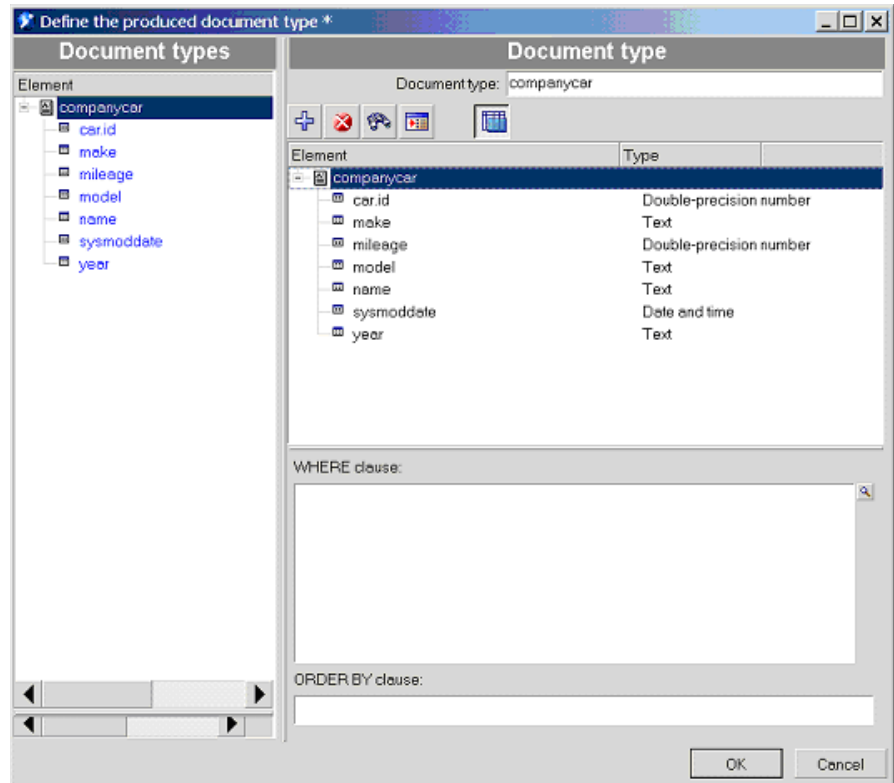 Define the produced document type *
Document types
Element
companycar
car.id
make
mileage
model
name
sysmoddate
year
Document type
Document type: companycar
Element Type
companycar
car.id Double-precision number
make Text
mileage Double-precision number
model Text
name Text
sysmoddate Date and time
year Text
WHERE clause:
ORDER BY clause:
OK Cancel